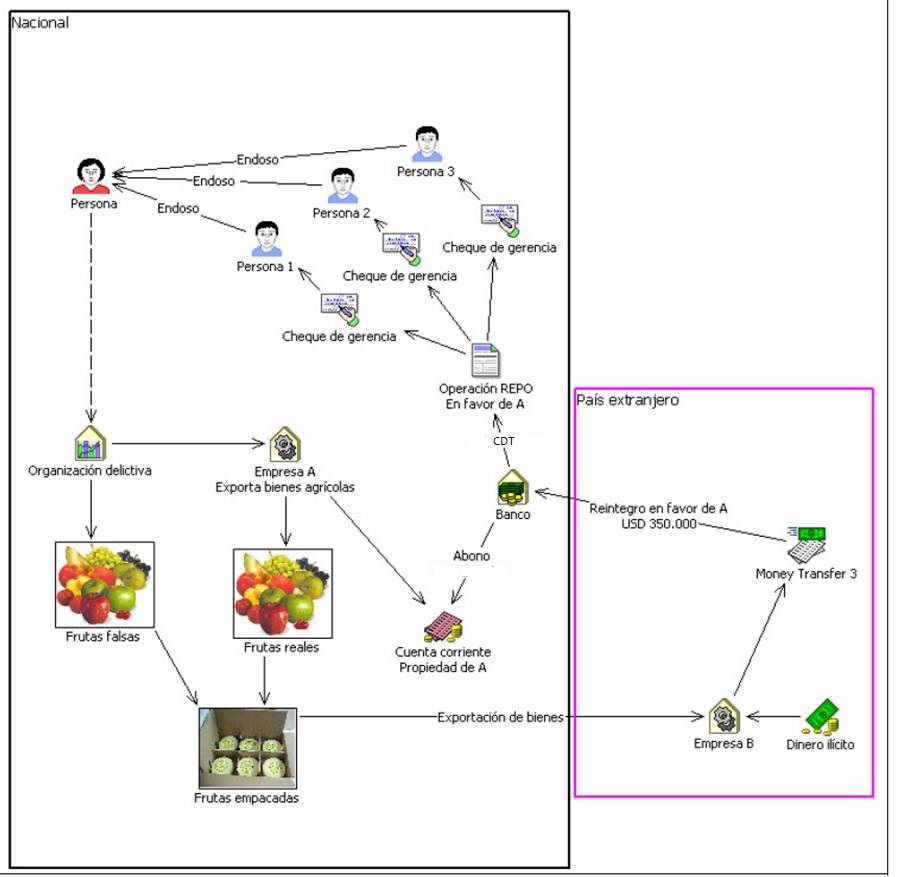 Nacional
Endoso
Persona 3
Endoso
Persona
Persona 2
Endoso
Cheque de gerencia
Persona 1
Cheque de gerencia
Cheque de gerencia
Operación REPO
En favor de A
País extranjero
CDT
Organización delictiva
Empresa A
Exporta bienes agrícolas
Banco
Reintegro en favor de A
USD 350.000
Abono
Money Transfer 3
Frutas falsas
Frutas reales
Cuenta corriente
Propiedad de A
Exportación de bienes
Empresa B
Dinero ilícito
Frutas empacadas